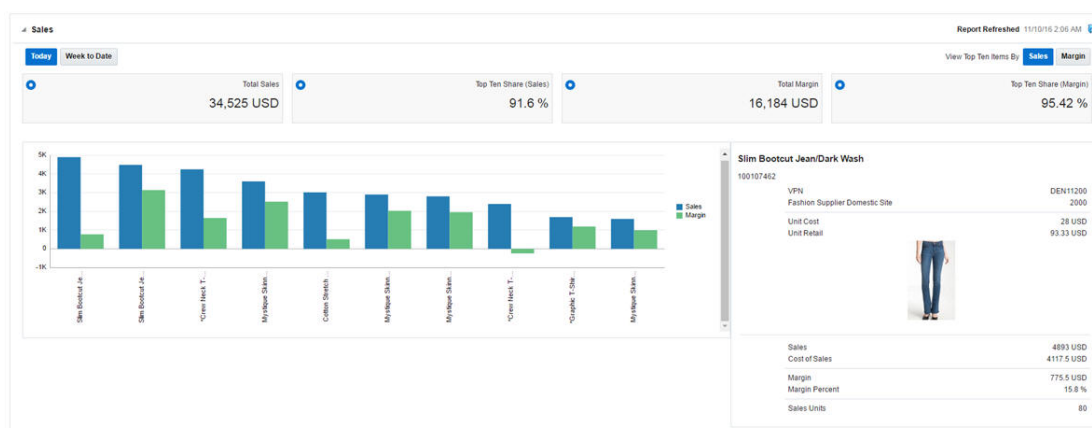 Sales
Report Refreshed 11/10/16 2:06 AM
Today Week to Date
View Top Ten Items By Sales Margin
Total Sales
34,525 USD
Top Ten Share (Sales)
91.6 %
Total Margin
16,184 USD
Top Ten Share (Margin)
95.42 %
5K
4K
3K
2K
1K
0
-1K
Slim Bootcut Je...
Slim Bootcut Je...
*Crew Neck T-...
Mystique Skinn...
Cotton Stretch ...
Mystique Skinn...
Mystique Skinn...
*Crew Neck T-...
*Graphic T-Shir...
Mystique Skinn...
Sales
Margin
Slim Bootcut Jean/Dark Wash
100107462
VPN DEN11200
Fashion Supplier Domestic Site 2000
Unit Cost 28 USD
Unit Retail 93.33 USD
Sales 4893 USD
Cost of Sales 4117.5 USD
Margin 775.5 USD
Margin Percent 15.8 %
Sales Units 80